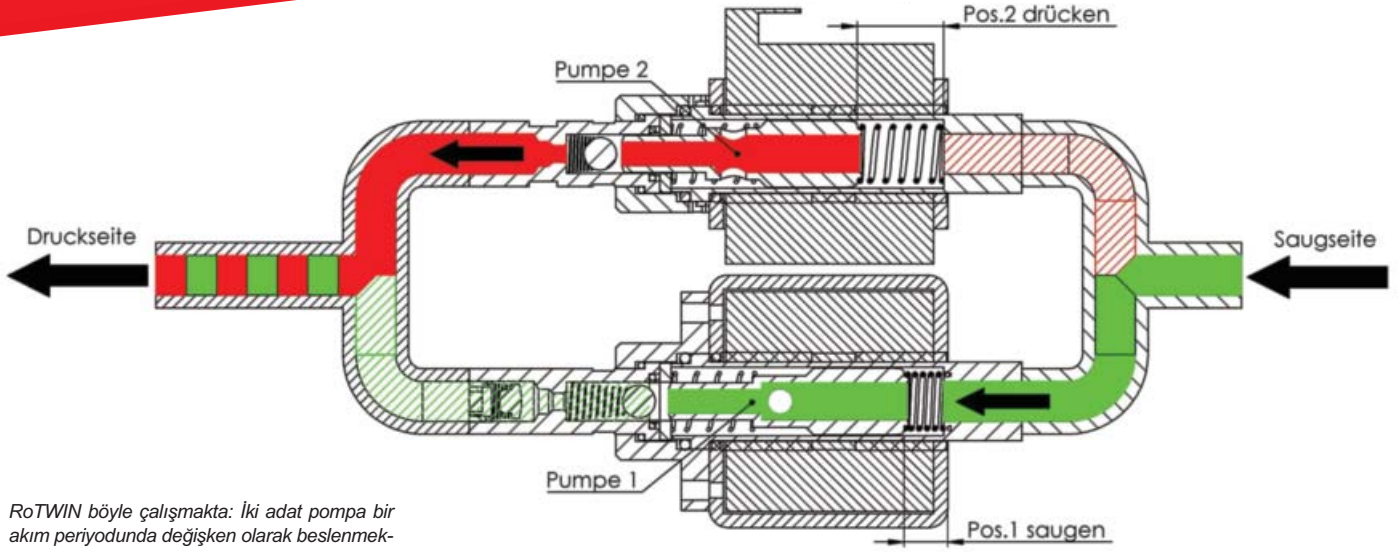 Pos.2 drücken
Pumpe 2
Druckseite
Saugseite
Pumpe 1
Pos.1 saugen
RoTWIN böyle çalışmakta: İki adat pompa bir
akım periyodunda değişken olarak beslenmek-